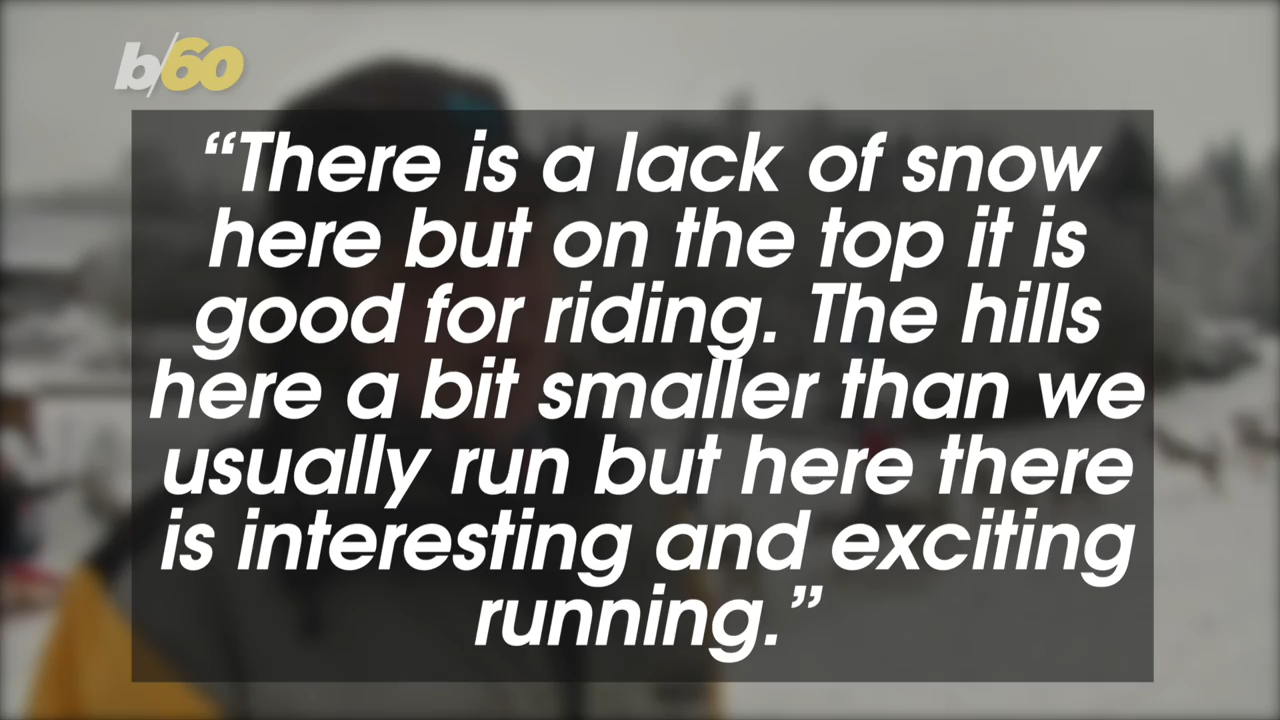 b/60
“There is a lack of snow
here but on the top it is
good for riding. The hills
here a bit smaller than we
usually run but here there
is interesting and exciting
running.”